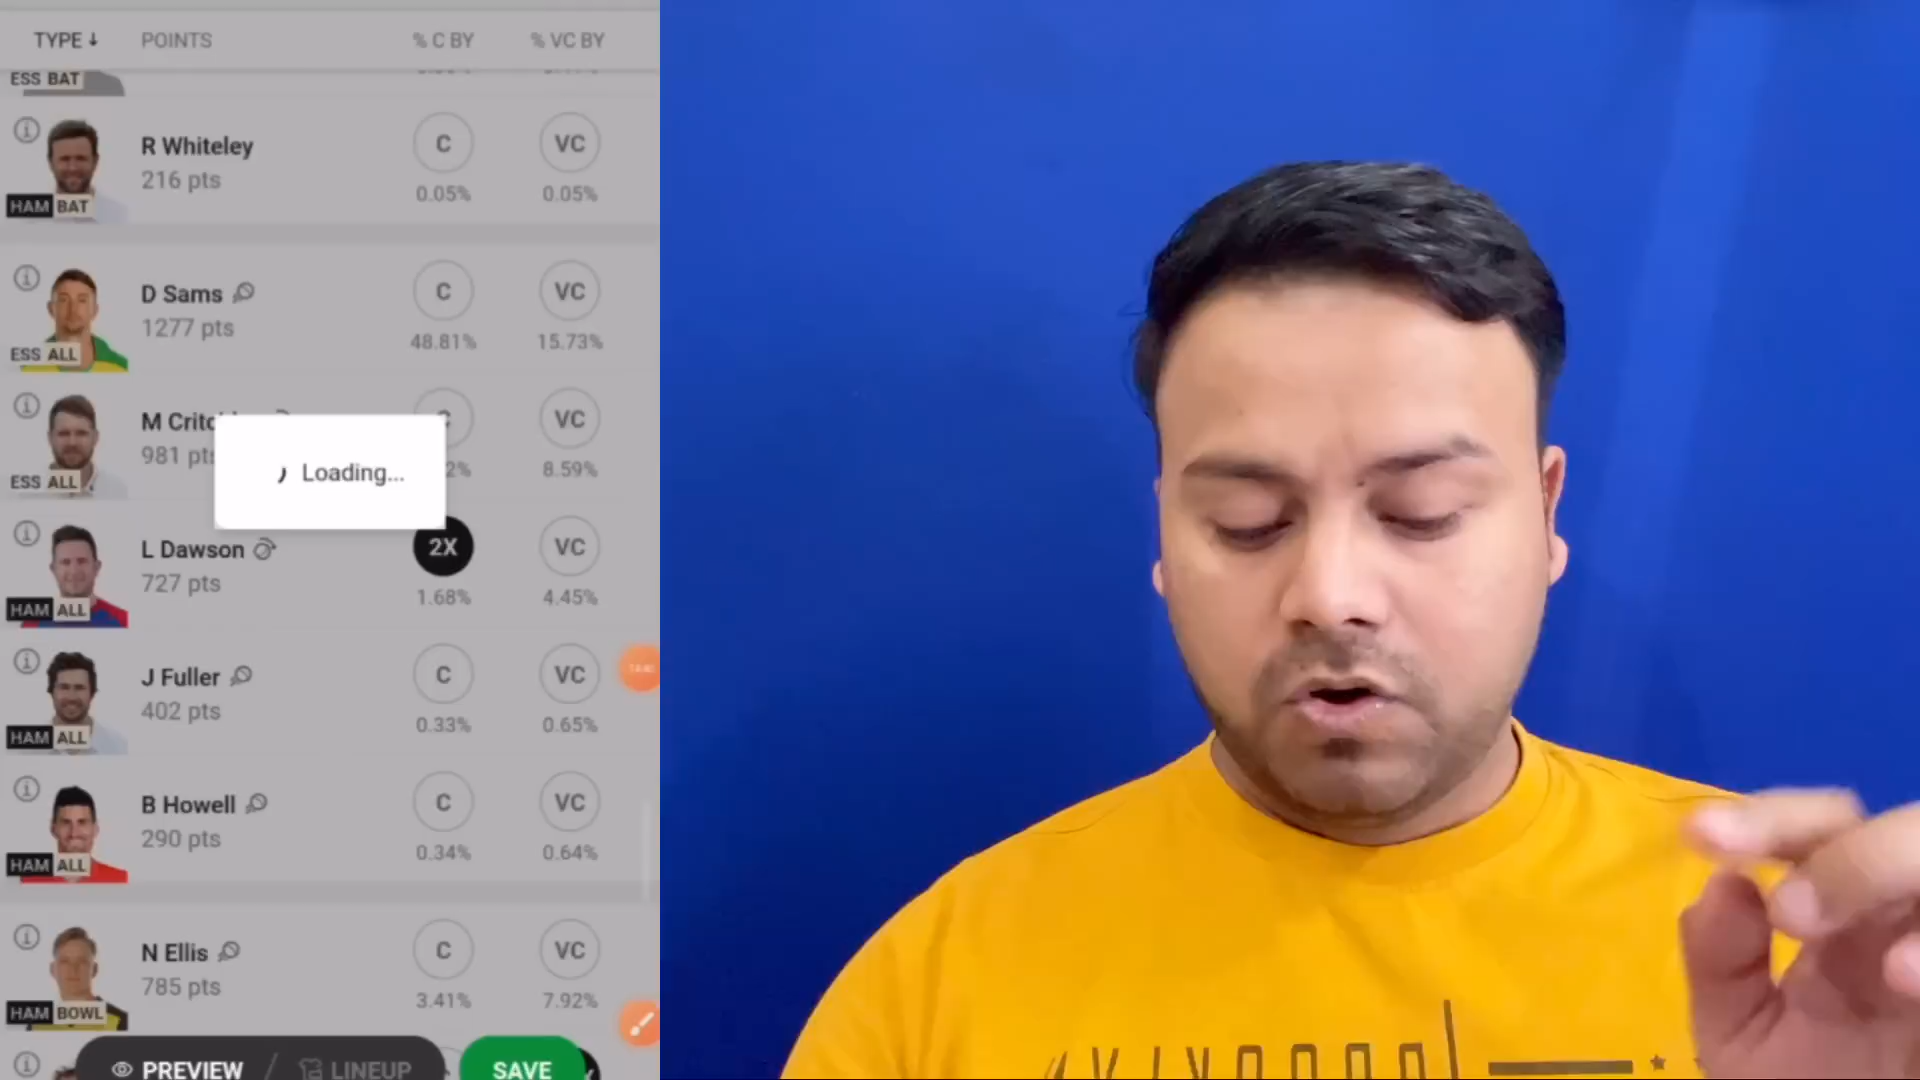 TYPE↓ POINTS % C BY % VC BY
ESS BAT
R Whiteley C VC
216 pts 0.05% 0.05%
HAM BAT
D Sams C VC
1277 pts 48.81% 15.73%
ESS ALL
M Critc VC
981 pts 2% 8.59%
ESS ALL
Loading...
L Dawson 2X VC
727 pts 1.68% 4.45%
HAM ALL
J Fuller C VC
402 pts 0.33% 0.65%
HAM ALL
B Howell C VC
290 pts 0.34% 0.64%
HAM ALL
N Ellis C VC
785 pts 3.41% 7.92%
HAM BOWL
PREVIEW / LINEUP SAVE